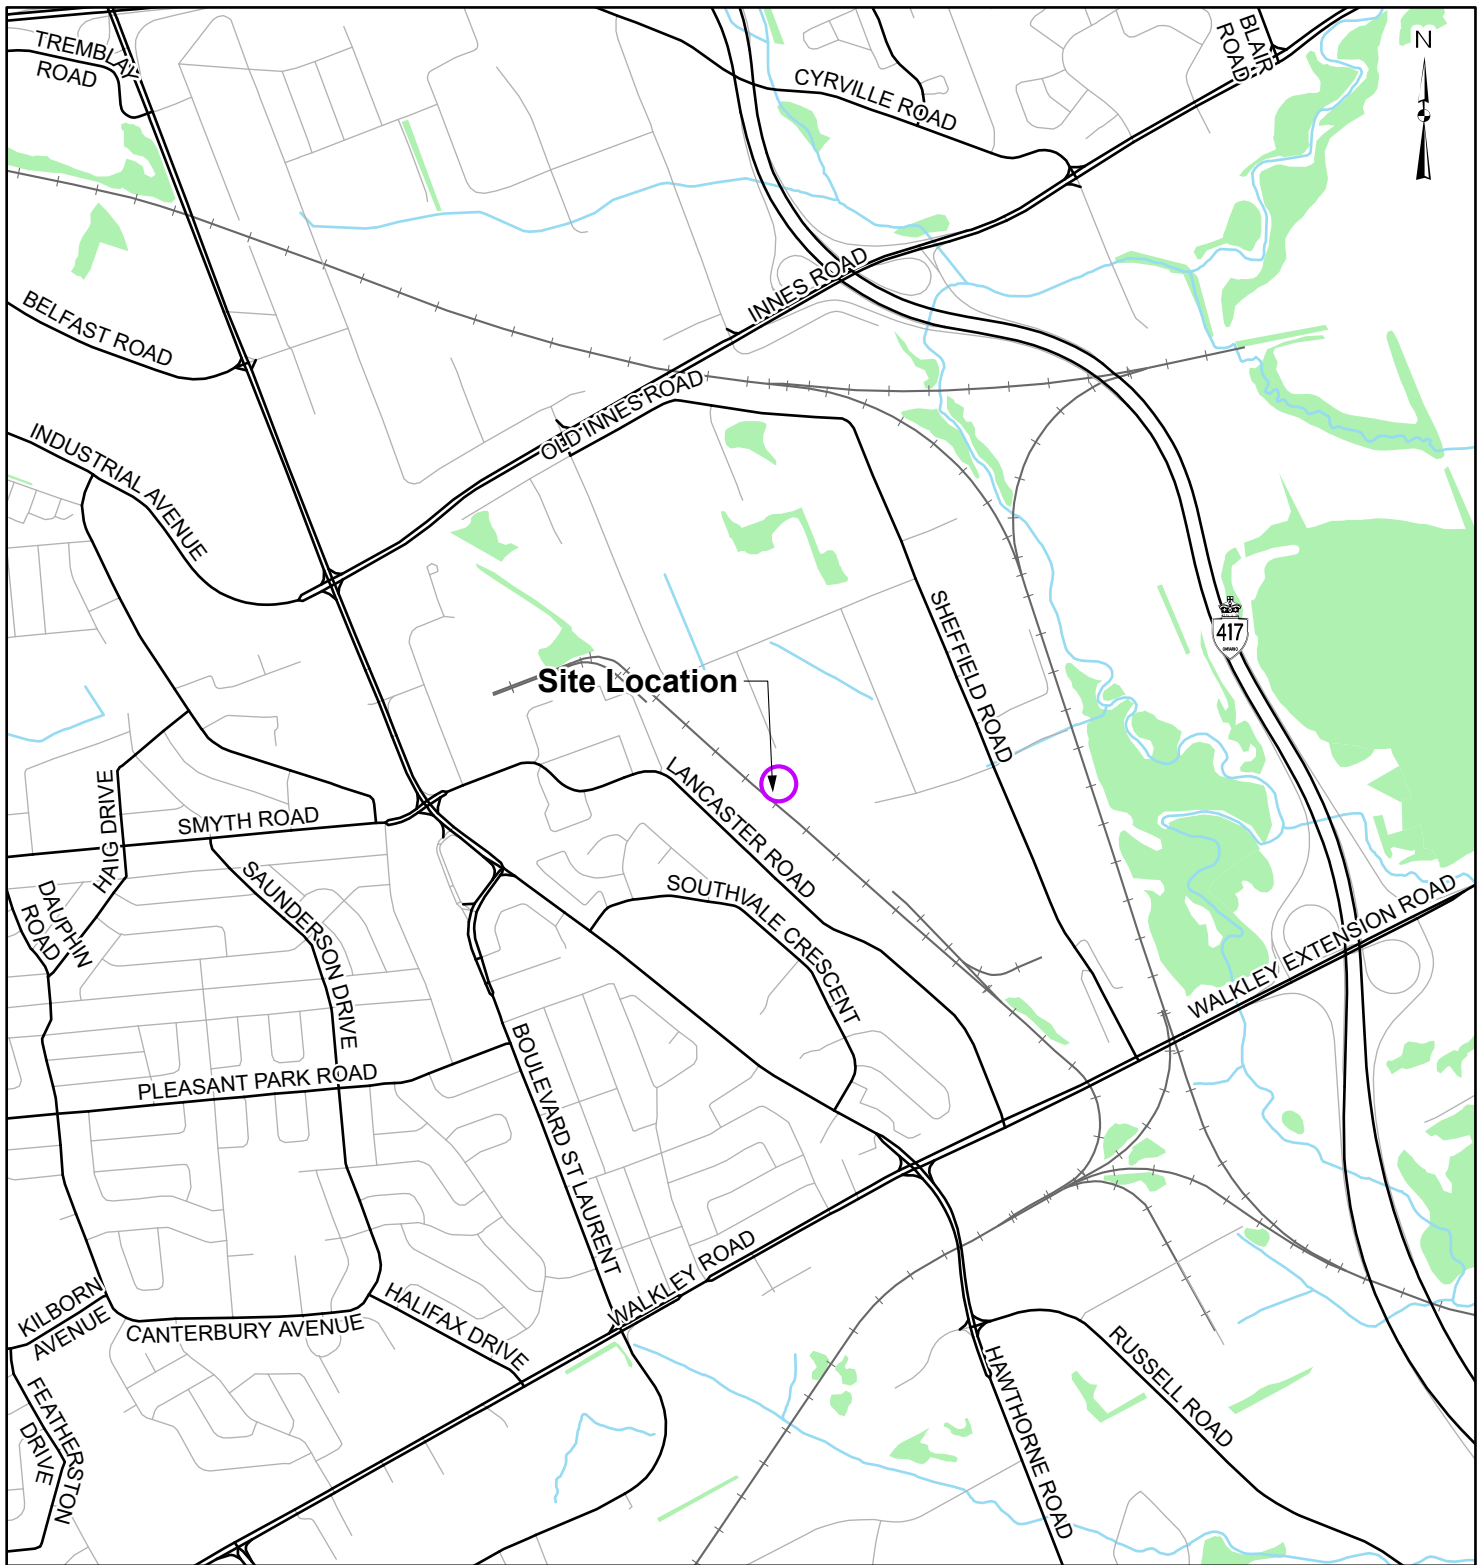 TREMBLAY
ROAD
BLAIR
ROAD
N
CYRVILLE ROAD
INNES ROAD
BELFAST ROAD
OLD INNES ROAD
INDUSTRIAL AVENUE
SHEFFIELD ROAD
417
ONTARIO
Site Location
LANCASTER ROAD
HAIG DRIVE
SMYTH ROAD
SAUNDERSON DRIVE
DAUPHIN
ROAD
SOUTHVALE CRESCENT
WALKLEY EXTENSION ROAD
BOULEVARD ST LAURENT
PLEASANT PARK ROAD
WALKLEY ROAD
KILBORN
AVENUE
CANTERBURY AVENUE
HALIFAX DRIVE
HAWTHORNE ROAD
RUSSELL ROAD
FEATHERSTON
DRIVE